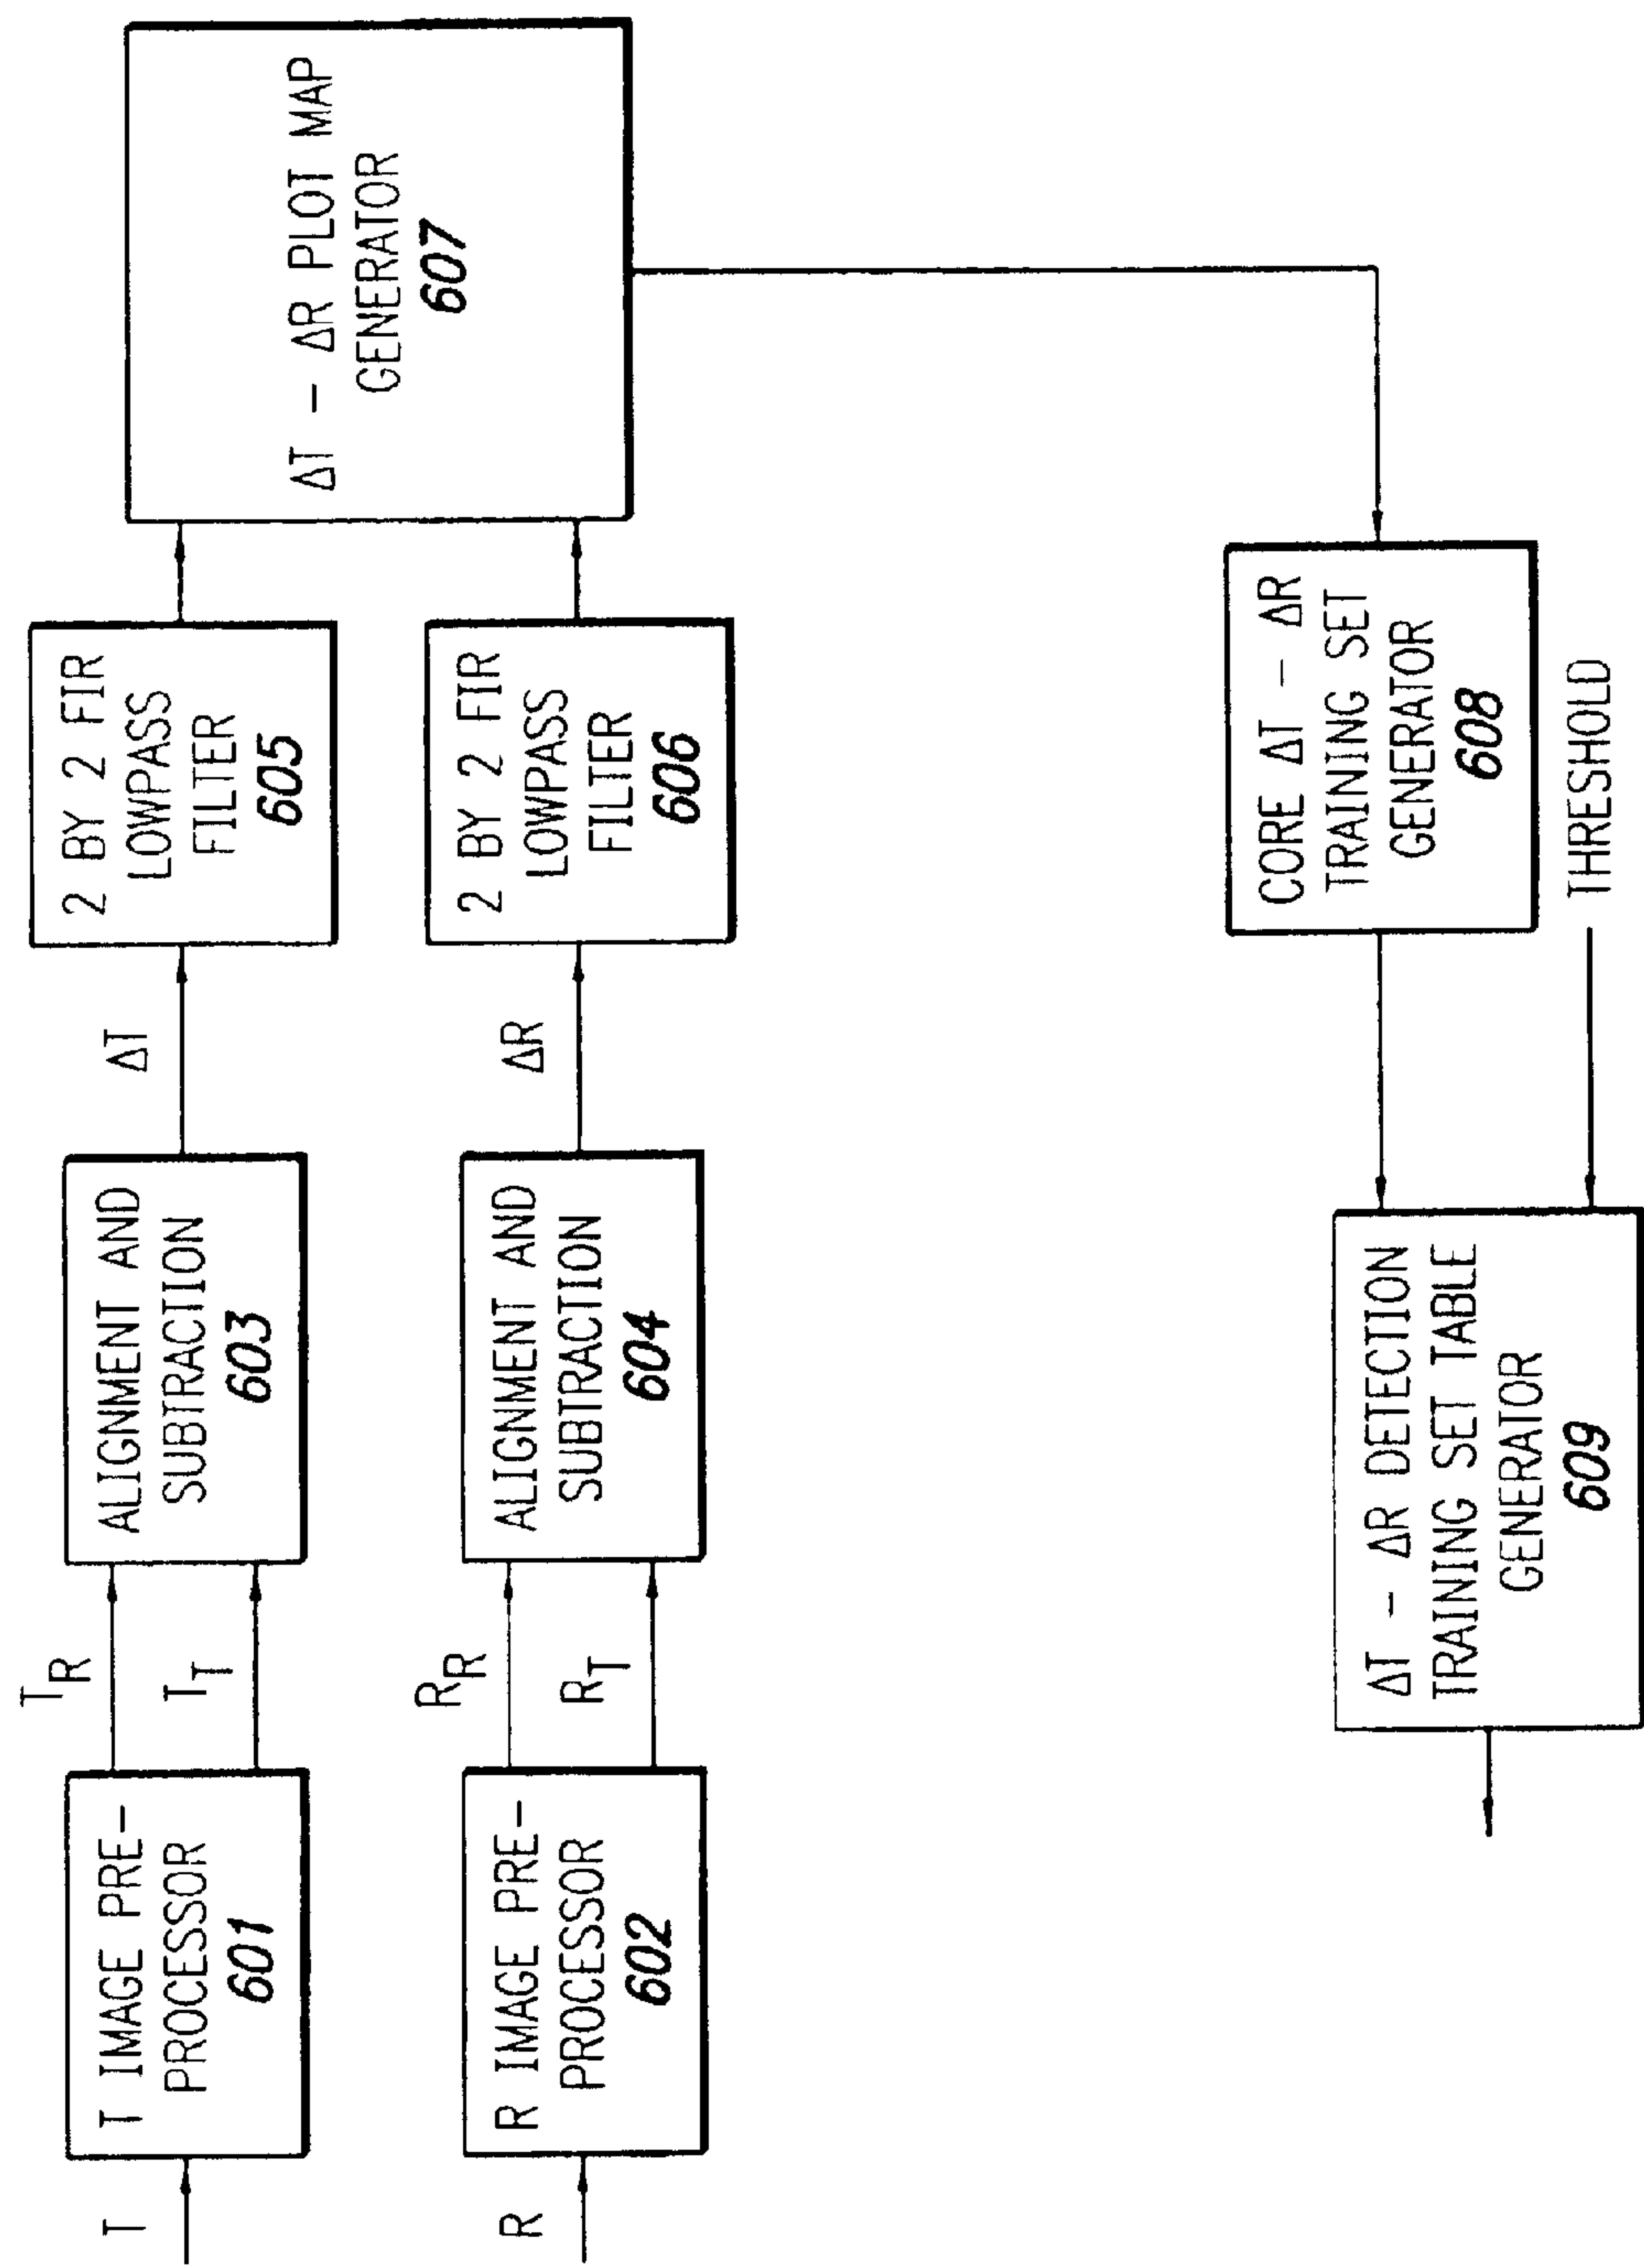 T
T IMAGE PRE-
PROCESSOR
601
T_R
T_T
ALIGNMENT AND
SUBTRACTION
603
ΔT
2 BY 2 FIR
LOWPASS
FILTER
605
R
R IMAGE PRE-
PROCESSOR
602
R_R
R_T
ALIGNMENT AND
SUBTRACTION
604
ΔR
2 BY 2 FIR
LOWPASS
FILTER
606
ΔT - ΔR PLOT MAP
GENERATOR
607
CORE ΔT - ΔR
TRAINING SET
GENERATOR
608
THRESHOLD
ΔT - ΔR DETECTION
TRAINING SET TABLE
GENERATOR
609